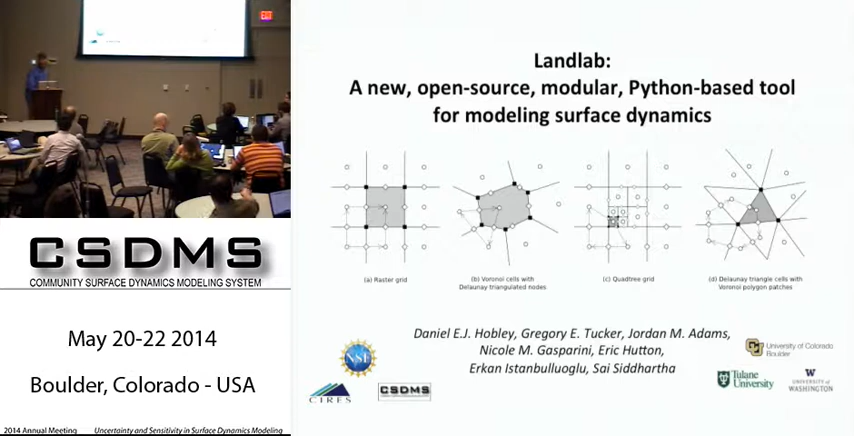 EXIT
CSDMS
COMMUNITY SURFACE DYNAMICS MODELING SYSTEM
May 20-22 2014
Boulder, Colorado - USA
2014 Annual Meeting Uncertainty and Sensitivity in Surface Dynamics Modeling
Landlab:
A new, open-source, modular, Python-based tool
for modeling surface dynamics
(a) Raster grid
(b) Voronoi cells with
Delaunay triangulated nodes
(c) Quadtree grid
(d) Delaunay triangle cells with
Voronoi polygon patches
Daniel E.J. Hobley, Gregory E. Tucker, Jordan M. Adams,
Nicole M. Gasparini, Eric Hutton,
Erkan Istanbulluoglu, Sai Siddhartha
NSF
CIRES
CSDMS
CU
University of Colorado
Boulder
T
Tulane
University
W
UNIVERSITY of
WASHINGTON